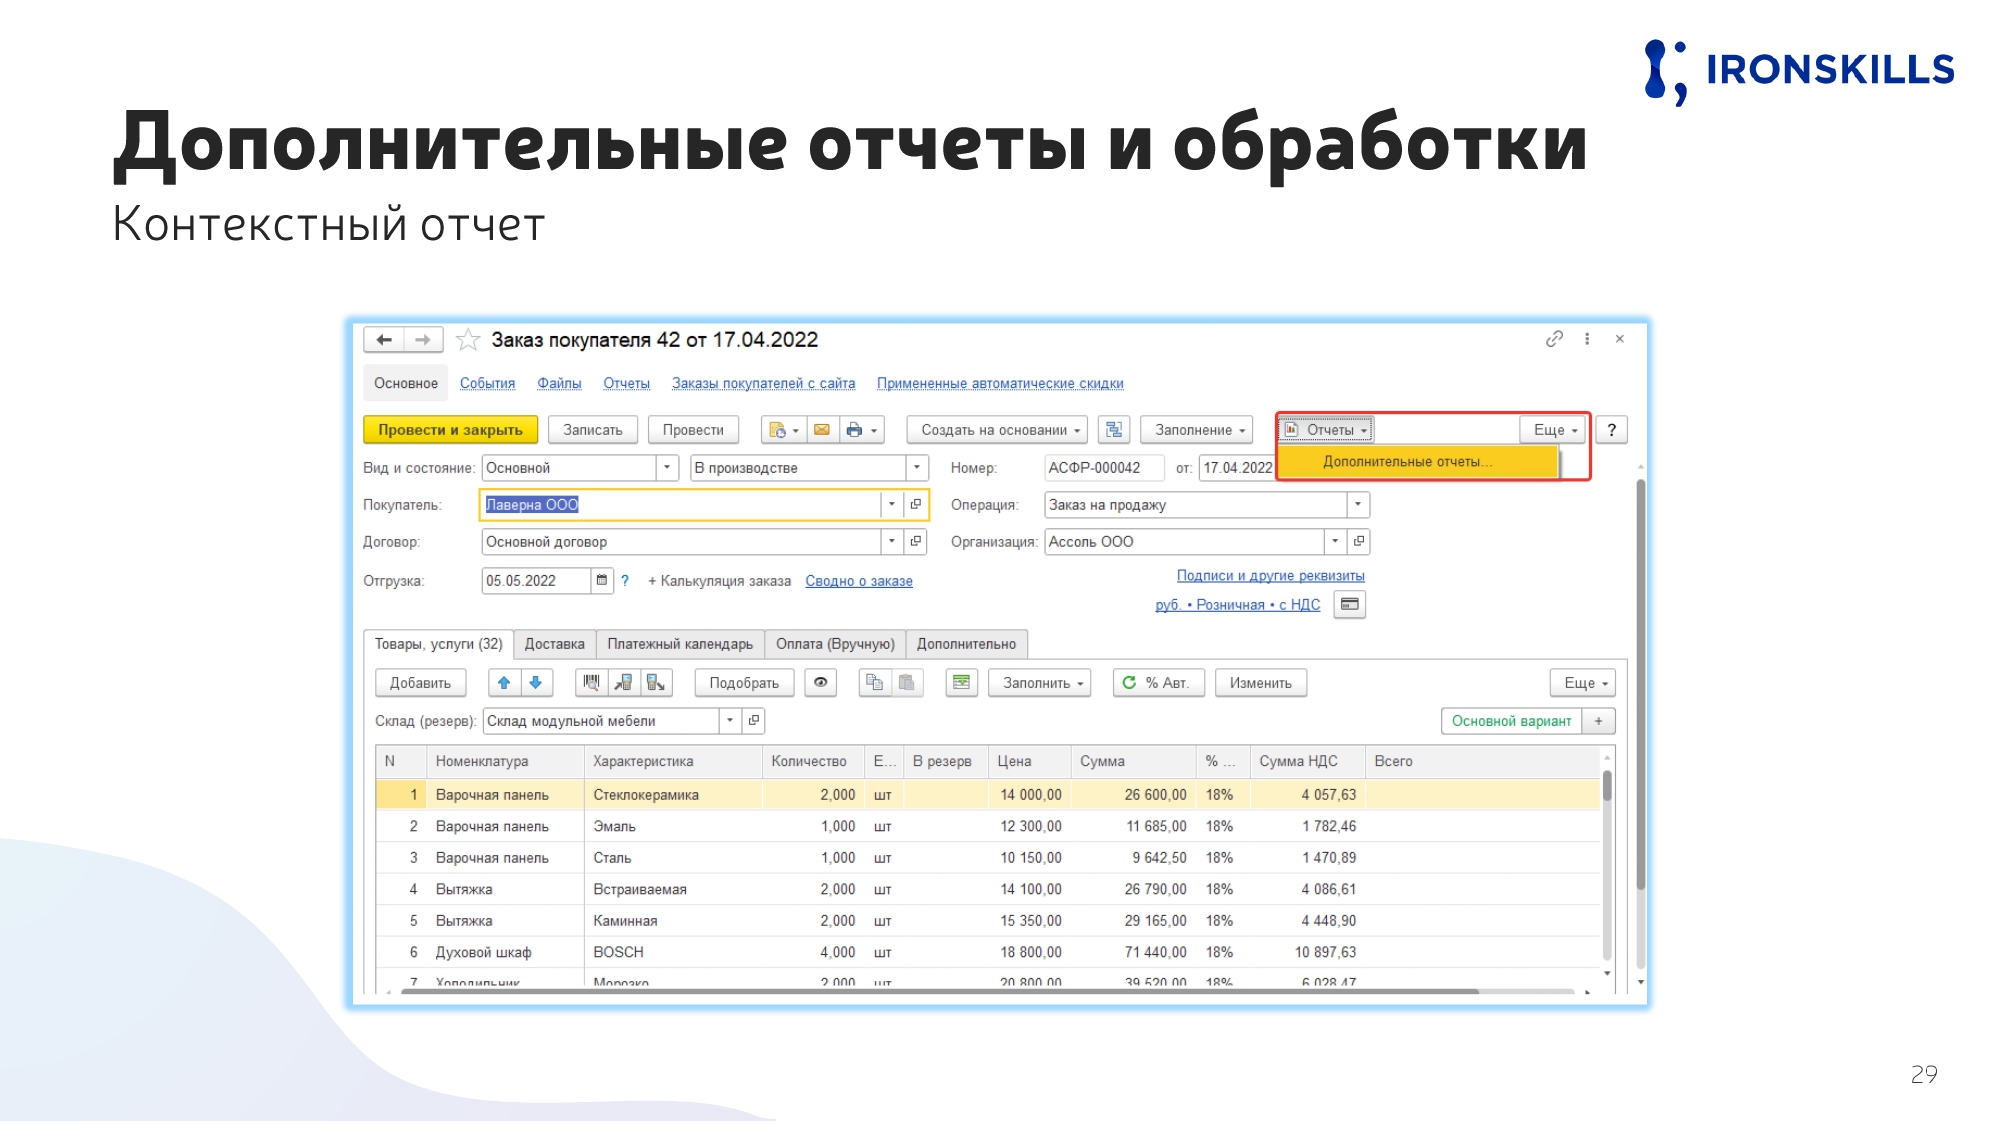 IRONSKILLS
Дополнительные отчеты и обработки
Контекстный отчет
Заказ покупателя 42 от 17.04.2022
Основное События Файлы Отчеты Заказы покупателей с сайта Примененные автоматические скидки
Провести и закрыть Записать Провести Создать на основании Заполнение Отчеты Еще ?
Дополнительные отчеты...
Вид и состояние: Основной В производстве Номер: АСФР-000042 от: 17.04.2022
Покупатель: Лаверна ООО Операция: Заказ на продажу
Договор: Основной договор Организация: Ассоль ООО
Отгрузка: 05.05.2022 ? + Калькуляция заказа Сводно о заказе Подписи и другие реквизиты
руб. • Розничная • с НДС
Товары, услуги (32) Доставка Платежный календарь Оплата (Вручную) Дополнительно
Добавить Подобрать Заполнить % Авт. Изменить Еще
Склад (резерв): Склад модульной мебели Основной вариант +
N Номенклатура Характеристика Количество Е... В резерв Цена Сумма % ... Сумма НДС Всего
1 Варочная панель Стеклокерамика 2,000 шт 14 000,00 26 600,00 18% 4 057,63
2 Варочная панель Эмаль 1,000 шт 12 300,00 11 685,00 18% 1 782,46
3 Варочная панель Сталь 1,000 шт 10 150,00 9 642,50 18% 1 470,89
4 Вытяжка Встраиваемая 2,000 шт 14 100,00 26 790,00 18% 4 086,61
5 Вытяжка Каминная 2,000 шт 15 350,00 29 165,00 18% 4 448,90
6 Духовой шкаф BOSCH 4,000 шт 18 800,00 71 440,00 18% 10 897,63
7 Холодильник Морозко 2,000 шт 20 800,00 39 520,00 18% 6 028,47
29